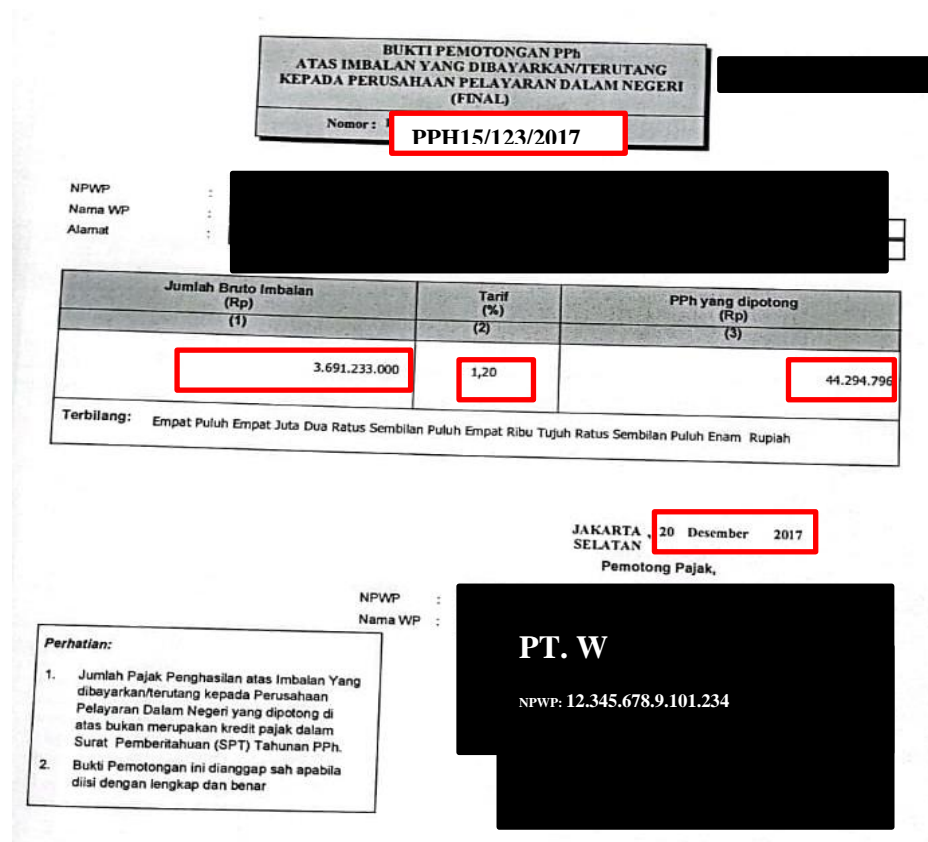 BUKTI PEMOTONGAN PPh
ATAS IMBALAN YANG DIBAYARKAN/TERUTANG
KEPADA PERUSAHAAN PELAYARAN DALAM NEGERI
(FINAL)
Nomor : PPH15/123/2017
NPWP :
Nama WP :
Alamat :
Jumlah Bruto Imbalan (Rp) Tarif (%) PPh yang dipotong (Rp)
(1) (2) (3)
3.691.233.000 1,20 44.294.796
Terbilang: Empat Puluh Empat Juta Dua Ratus Sembilan Puluh Empat Ribu Tujuh Ratus Sembilan Puluh Enam Rupiah
JAKARTA SELATAN , 20 Desember 2017
Pemotong Pajak,
NPWP :
Nama WP :
PT. W
NPWP: 12.345.678.9.101.234
Perhatian:
1. Jumlah Pajak Penghasilan atas Imbalan Yang
dibayarkan/terutang kepada Perusahaan
Pelayaran Dalam Negeri yang dipotong di
atas bukan merupakan kredit pajak dalam
Surat Pemberitahuan (SPT) Tahunan PPh.
2. Bukti Pemotongan ini dianggap sah apabila
diisi dengan lengkap dan benar